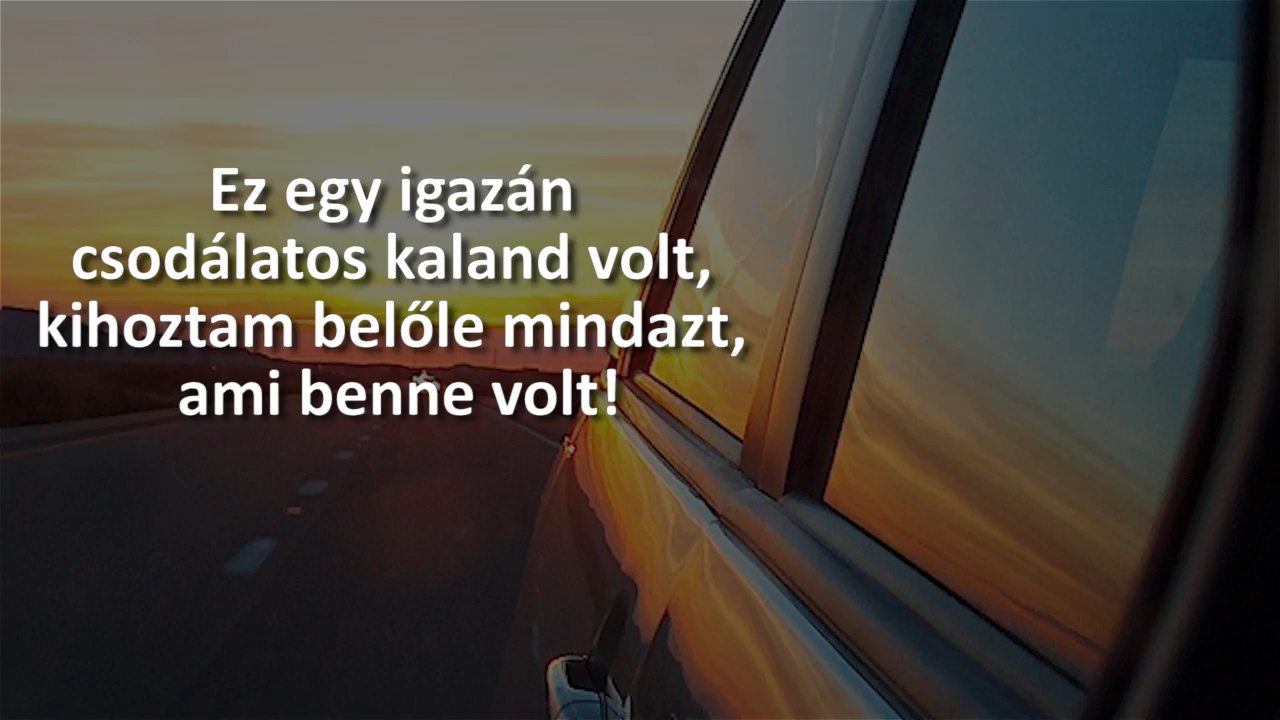 Ez egy igazán
csodálatos kaland volt,
kihoztam belőle mindazt,
ami benne volt!